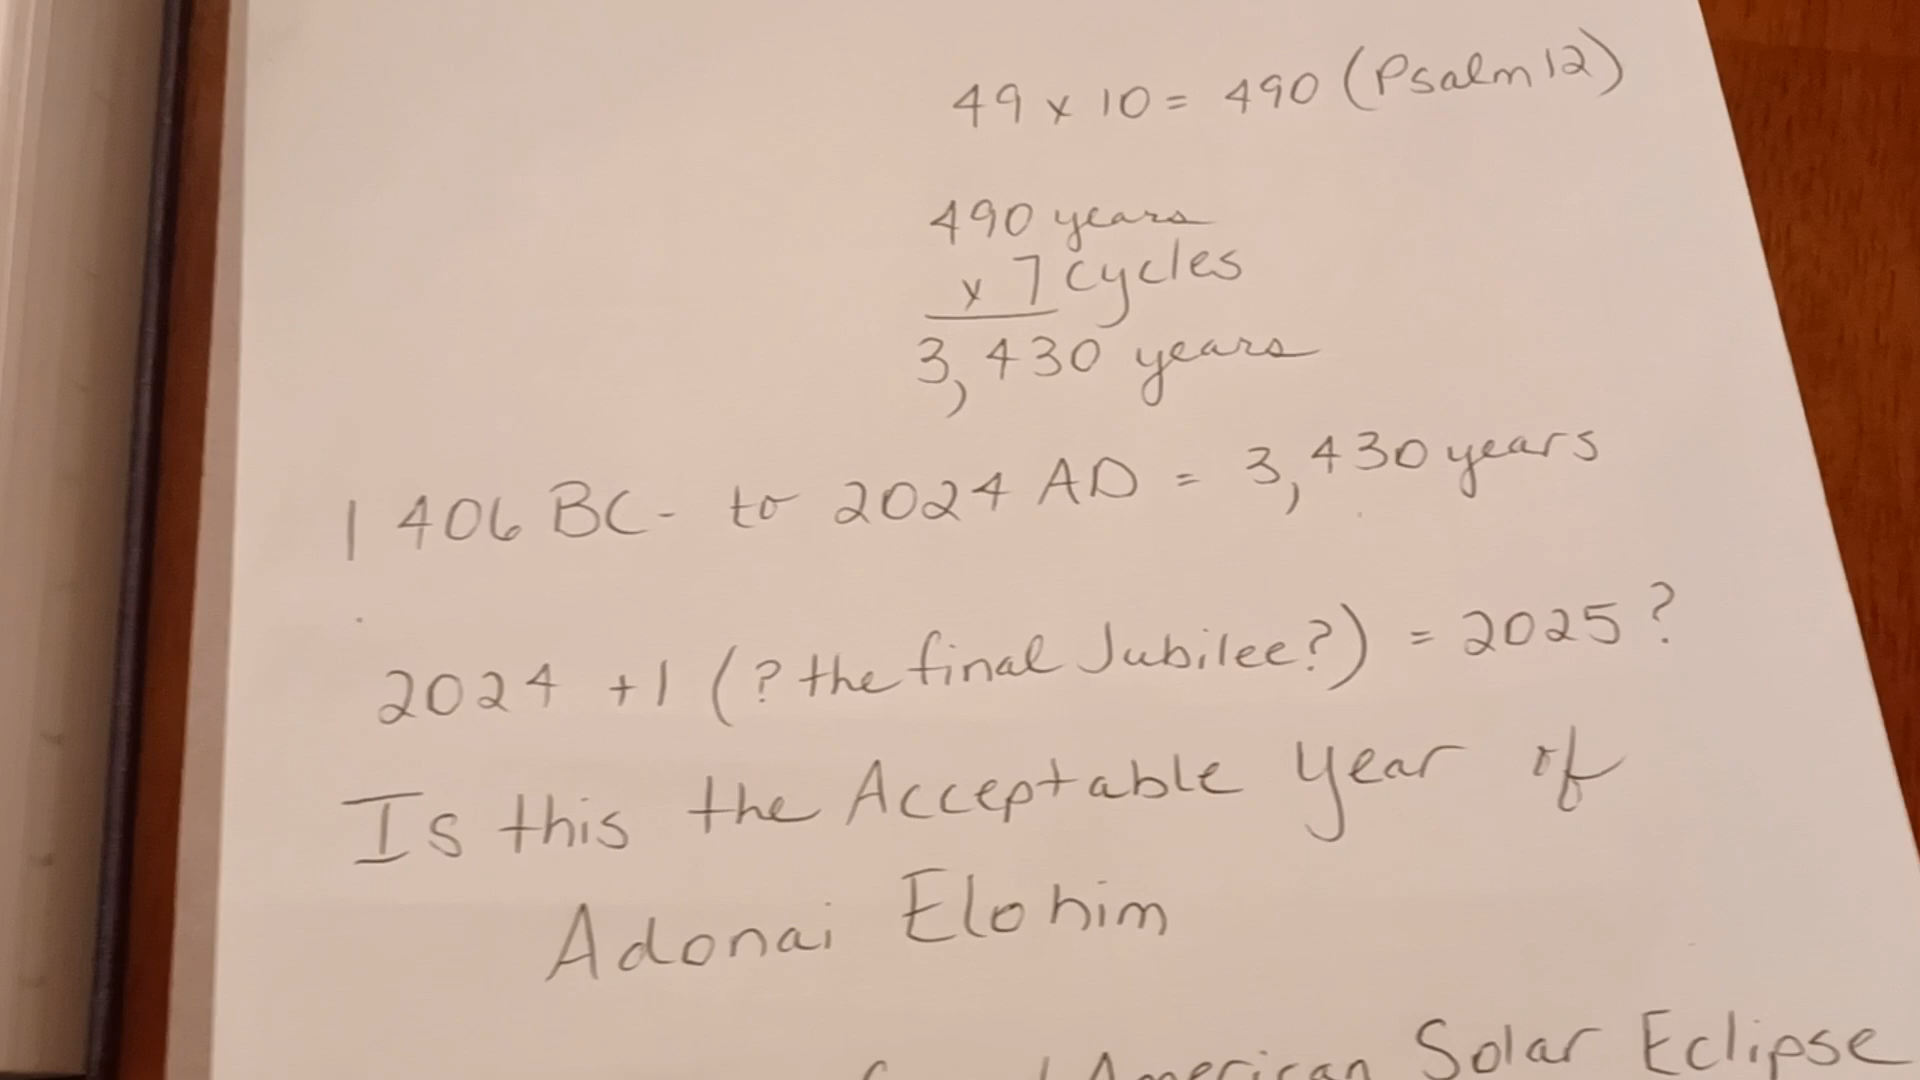 49 x 10 = 490 (Psalm 12)
490 years
x 7 cycles
3,430 years
1406 BC - to 2024 AD = 3,430 years
2024 +1 (? the final Jubilee?) = 2025?
Is this the Acceptable year of
Adonai Elohim
American Solar Eclipse